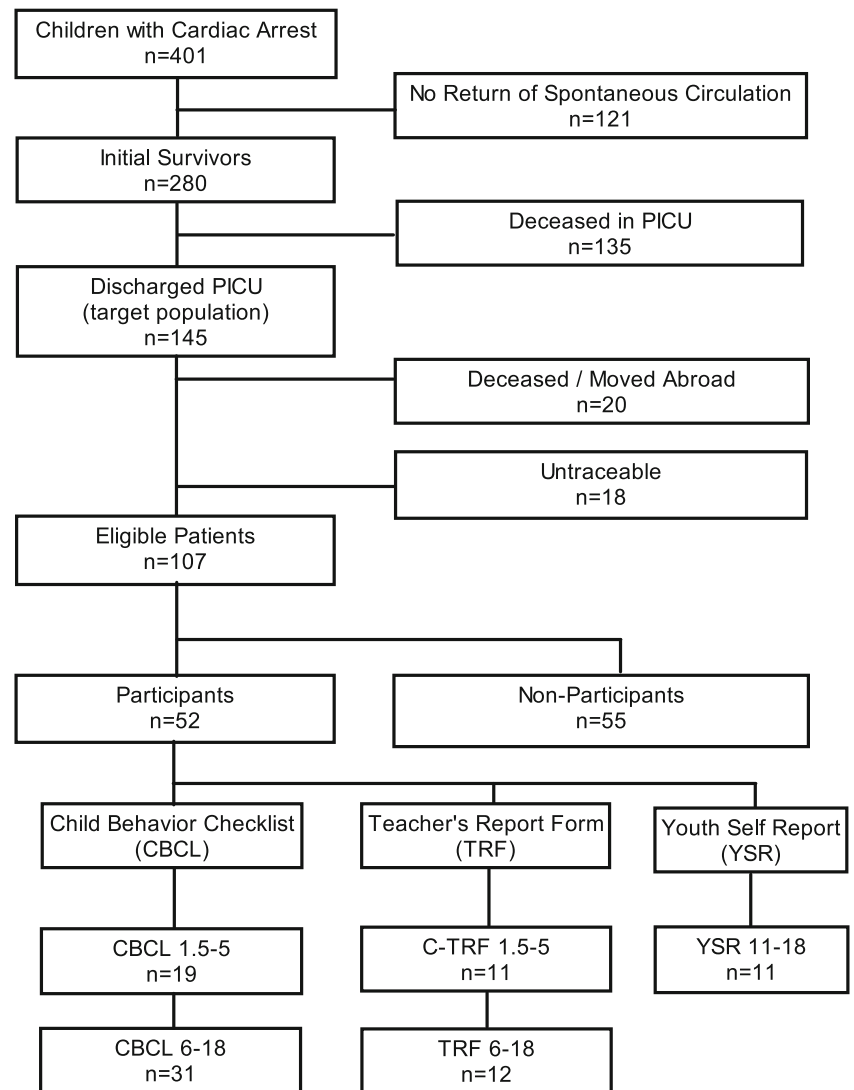 Children with Cardiac Arrest
n=401
No Return of Spontaneous Circulation
n=121
Initial Survivors
n=280
Deceased in PICU
n=135
Discharged PICU
(target population)
n=145
Deceased / Moved Abroad
n=20
Untraceable
n=18
Eligible Patients
n=107
Participants
n=52
Non-Participants
n=55
Child Behavior Checklist
(CBCL)
Teacher's Report Form
(TRF)
Youth Self Report
(YSR)
CBCL 1.5-5
n=19
C-TRF 1.5-5
n=11
YSR 11-18
n=11
CBCL 6-18
n=31
TRF 6-18
n=12